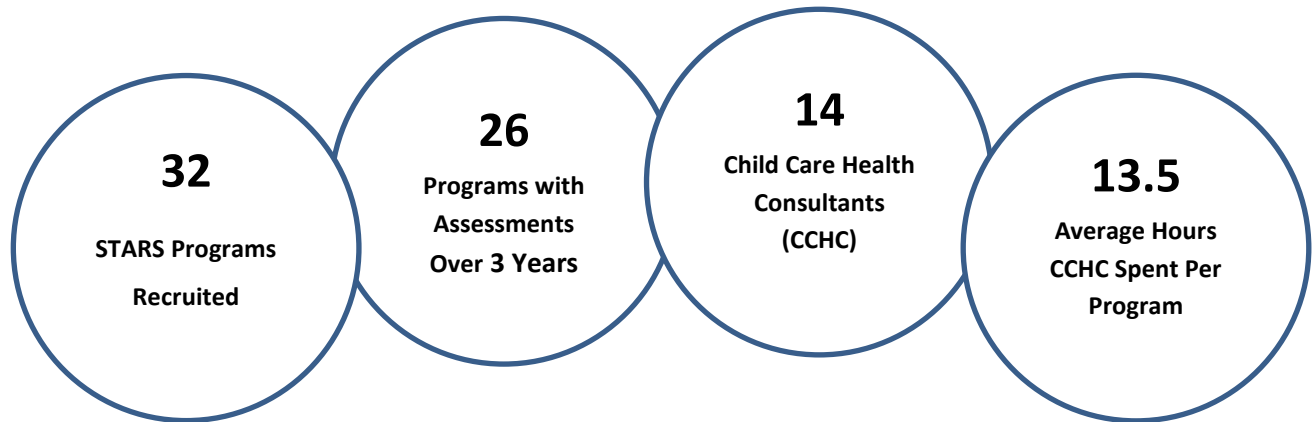 32
STARS Programs
Recruited
26
Programs with
Assessments
Over 3 Years
14
Child Care Health
Consultants
(CCHC)
13.5
Average Hours
CCHC Spent Per
Program